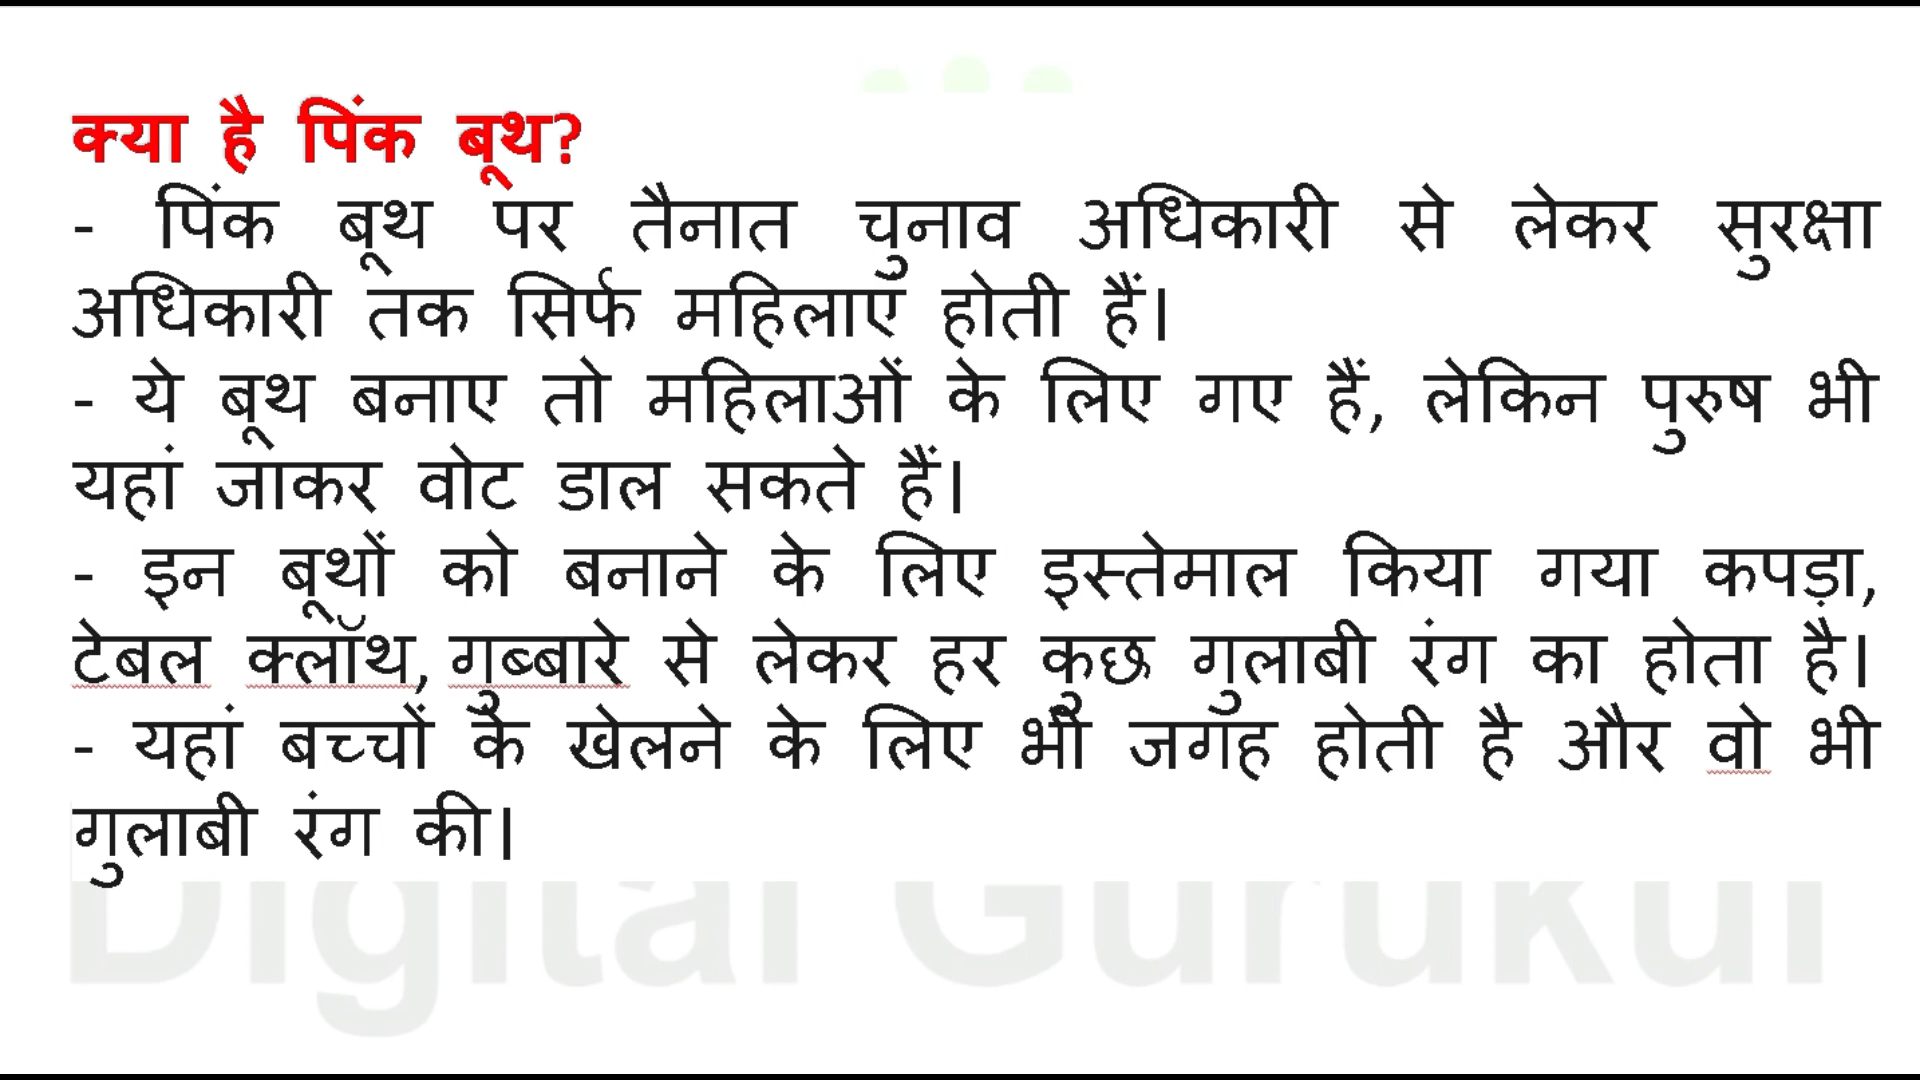 क्या है पिंक बूथ?
- पिंक बूथ पर तैनात चुनाव अधिकारी से लेकर सुरक्षा
अधिकारी तक सिर्फ महिलाएं होती हैं।
- ये बूथ बनाए तो महिलाओं के लिए गए हैं, लेकिन पुरुष भी
यहां जाकर वोट डाल सकते हैं।
- इन बूथों को बनाने के लिए इस्तेमाल किया गया कपड़ा,
टेबल क्लॉथ, गुब्बारे से लेकर हर कुछ गुलाबी रंग का होता है।
- यहां बच्चों के खेलने के लिए भी जगह होती है और वो भी
गुलाबी रंग की।
Digital Gurukul